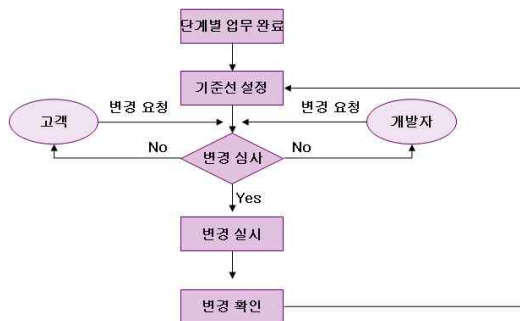 단계별 업무 완료
기준선 설정
변경 요청
변경 요청
고객
개발자
No
변경 심사
No
Yes
변경 실시
변경 확인